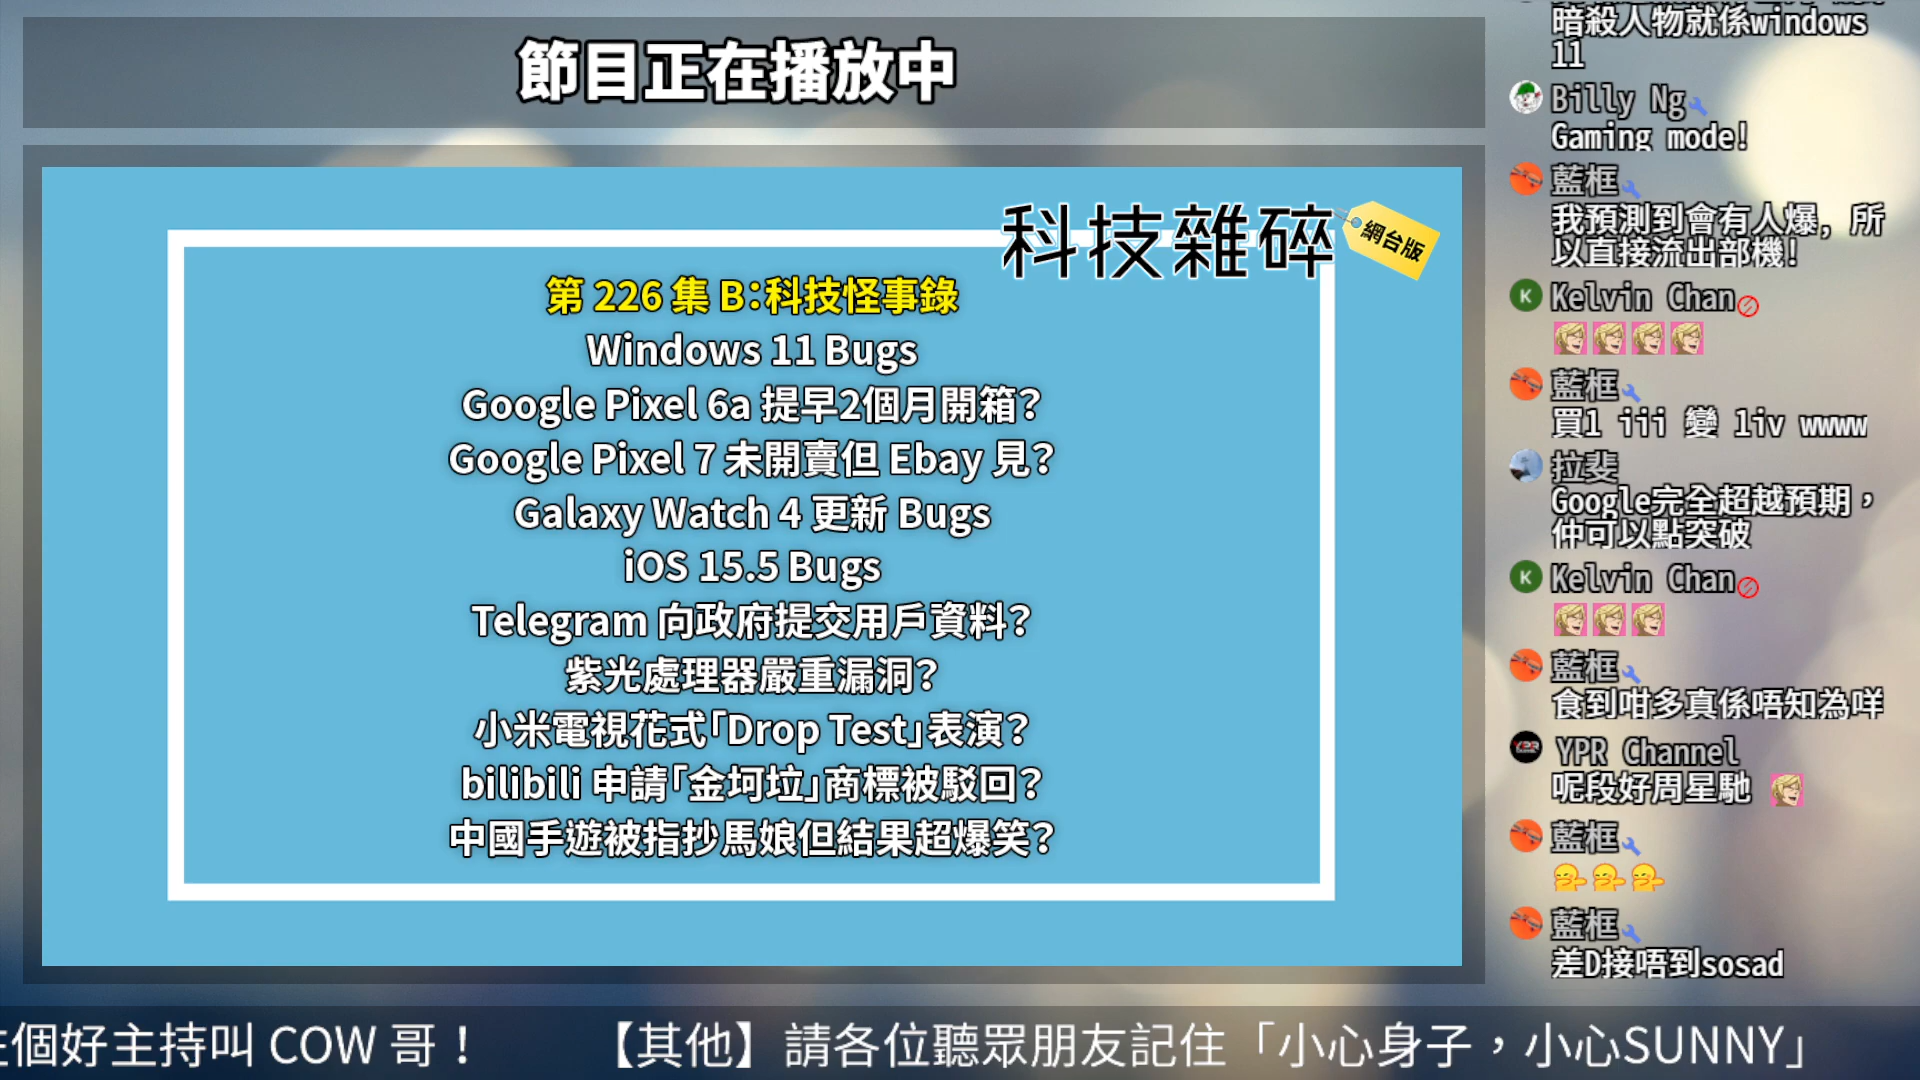 節目正在播放中
科技雜碎
網台版
第 226 集 B：科技怪事錄
Windows 11 Bugs
Google Pixel 6a 提早2個月開箱？
Google Pixel 7 未開賣但 Ebay 見？
Galaxy Watch 4 更新 Bugs
iOS 15.5 Bugs
Telegram 向政府提交用戶資料？
紫光處理器嚴重漏洞？
小米電視花式「Drop Test」表演？
bilibili 申請「金坷垃」商標被駁回？
中國手遊被指抄馬娘但結果超爆笑？
暗殺人物就係windows
11
Billy Ng
Gaming mode!
藍框
我預測到會有人爆，所
以直接流出部機！
K
Kelvin Chan
藍框
買1 iii 變 liv wwww
拉斐
Google完全超越預期，
仲可以點突破
K
Kelvin Chan
藍框
食到咁多真係唔知為咩
YPR
YPR Channel
呢段好周星馳
藍框
藍框
差D接唔到sosad
個好主持叫 COW 哥！ 【其他】請各位聽眾朋友記住「小心身子，小心SUNNY」